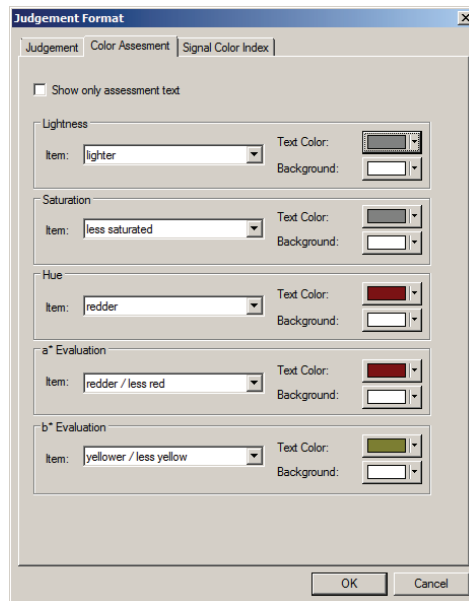 Judgement Format
Judgement Color Assesment Signal Color Index
Show only assessment text
Lightness
Item: lighter Text Color:
Background:
Saturation
Item: less saturated Text Color:
Background:
Hue
Item: redder Text Color:
Background:
a* Evaluation
Item: redder / less red Text Color:
Background:
b* Evaluation
Item: yellower / less yellow Text Color:
Background:
OK Cancel